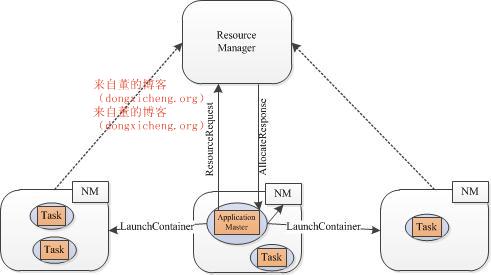 Resource
Manager
来自董的博客
（dongxicheng.org）
来自董的博客
（dongxicheng.org）
ResourceRequest
AllocateResponse
NM
NM
NM
Task
Task
LaunchContainer
Application
Master
LaunchContainer
Task
Task